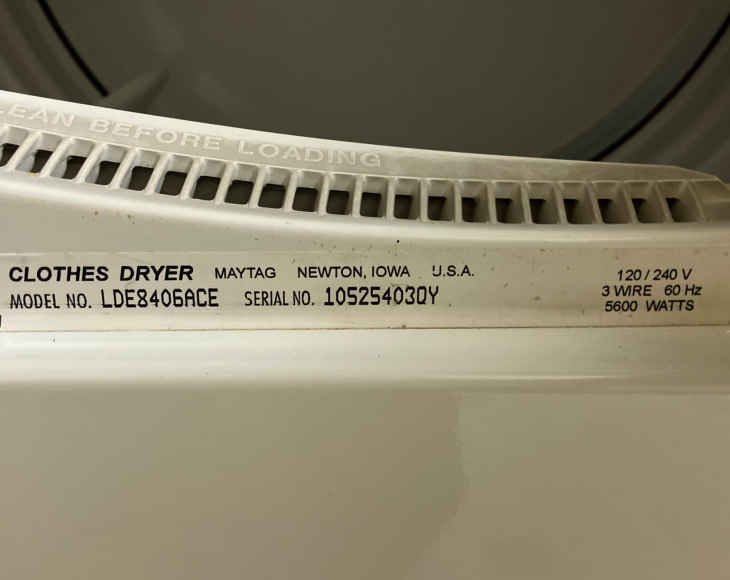 LEAN BEFORE LOADING
CLOTHES DRYER MAYTAG NEWTON, IOWA U.S.A.
MODEL NO. LDE8406ACE SERIAL NO. 10525403QY
120/240 V
3 WIRE 60 Hz
5600 WATTS